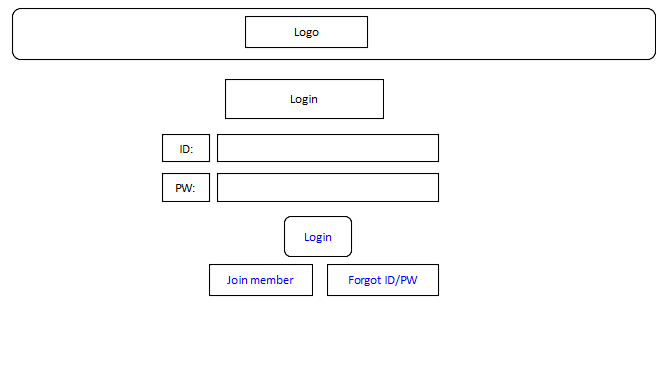 Logo
Login
ID:
PW:
Login
Join member
Forgot ID/PW